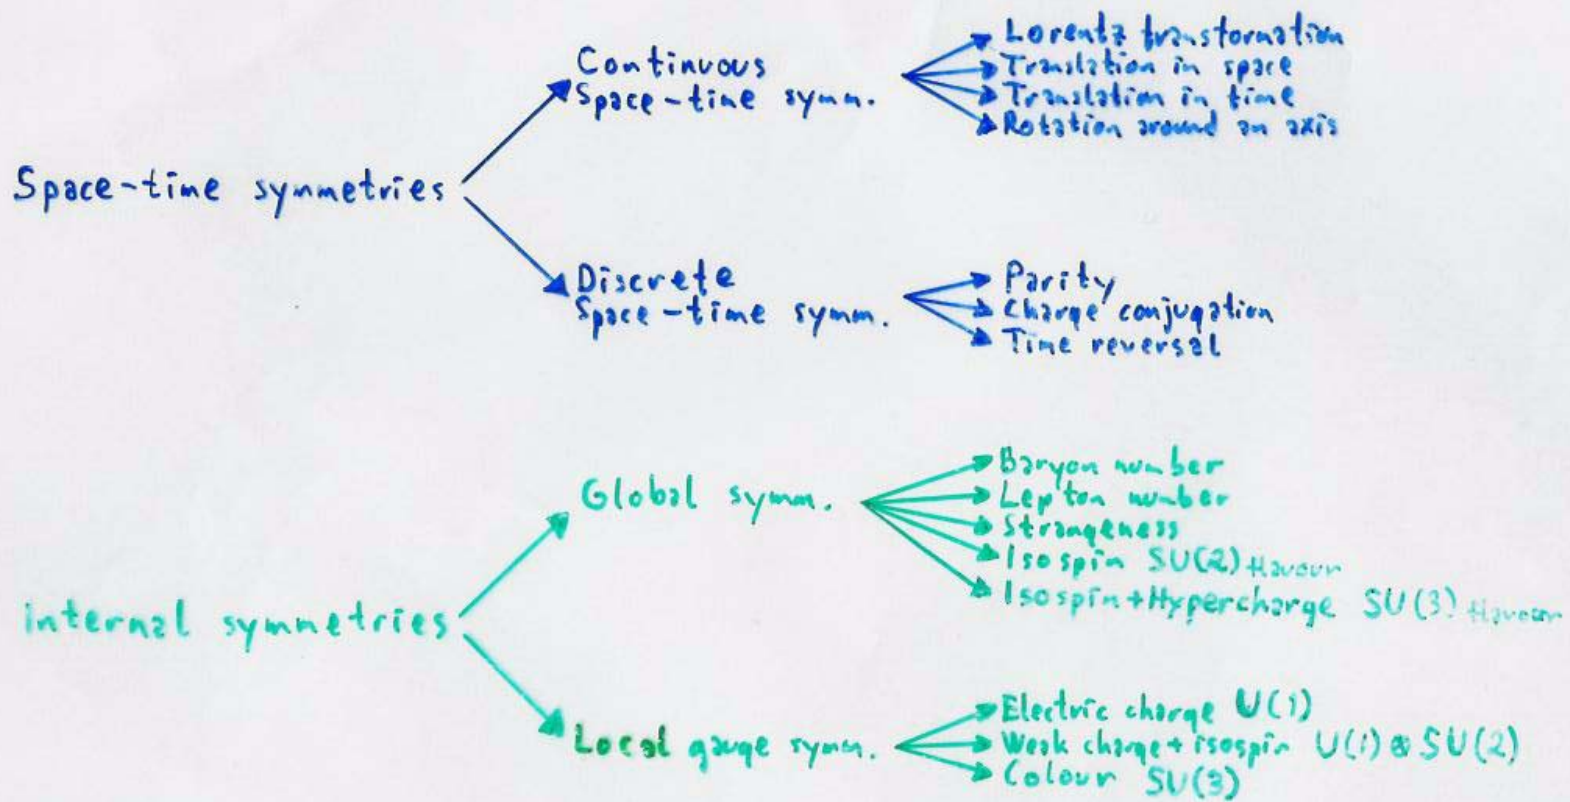 Space-time symmetries
Continuous
Space-time symm.
Lorentz transformation
Translation in space
Translation in time
Rotation around an axis
Discrete
Space-time symm.
Parity
Charge conjugation
Time reversal
internal symmetries
Global symm.
Baryon number
Lepton number
Strangeness
Isospin SU(2) flavour
Isospin+Hypercharge SU(3) flavour
Local gauge symm.
Electric charge U(1)
Weak charge+isospin U(1)⊗SU(2)
Colour SU(3)